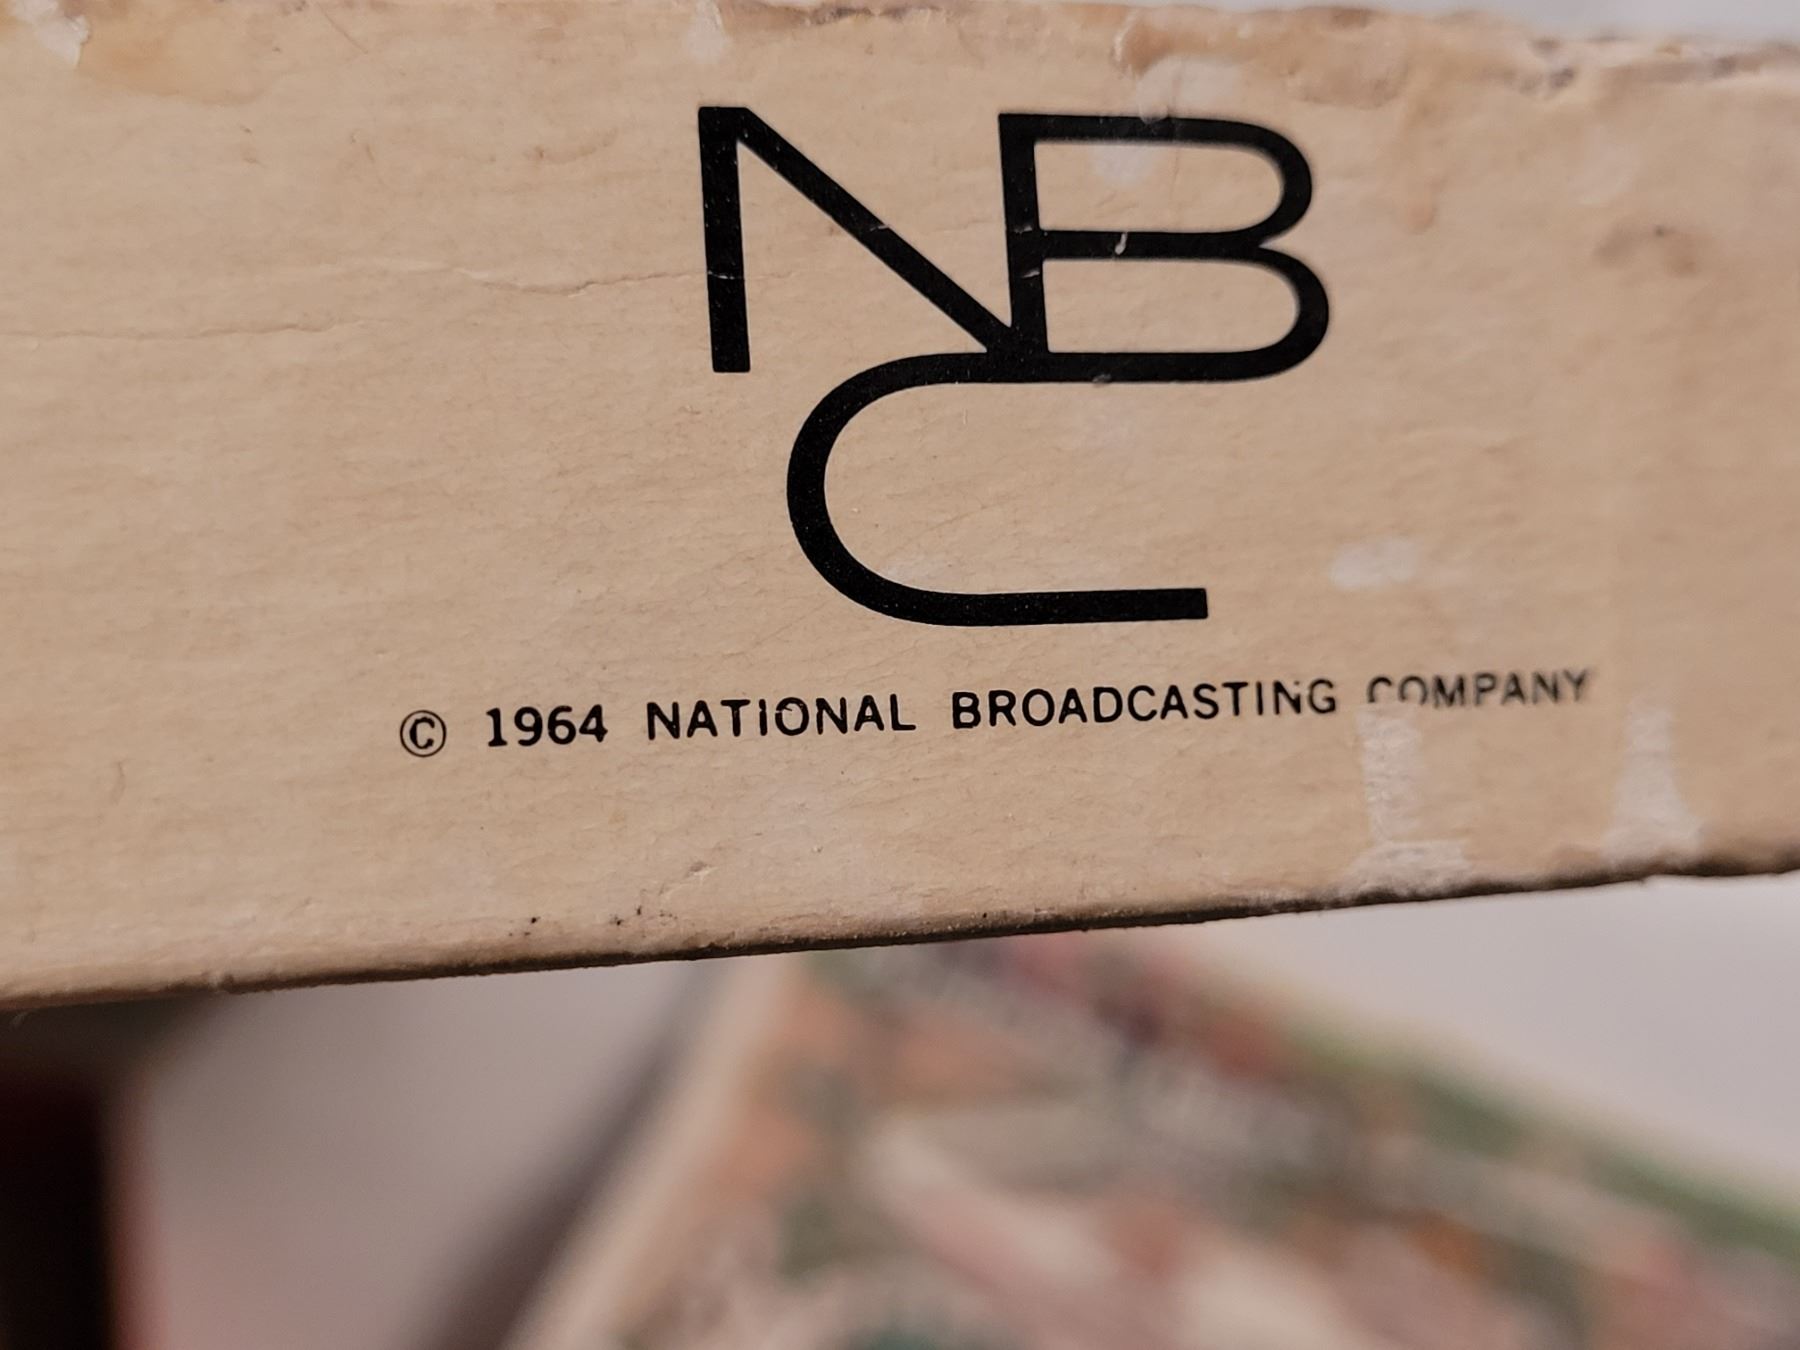 NBC
© 1964 NATIONAL BROADCASTING COMPANY